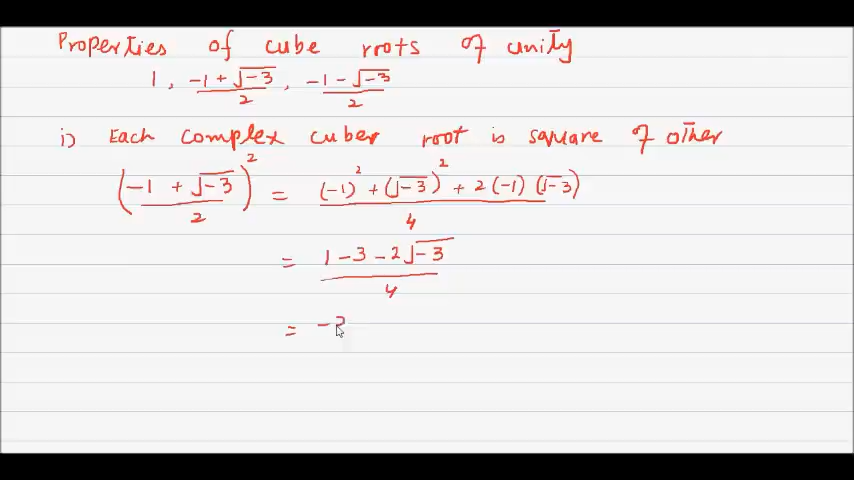 Properties of cube roots of unity
1, (-1+√-3)/2, (-1-√-3)/2
i) Each complex cuber root is square of other
((-1+√-3)/2)² = ((-1)²+(√-3)²+2(-1)(√-3))/4
= (1-3-2√-3)/4
= -2